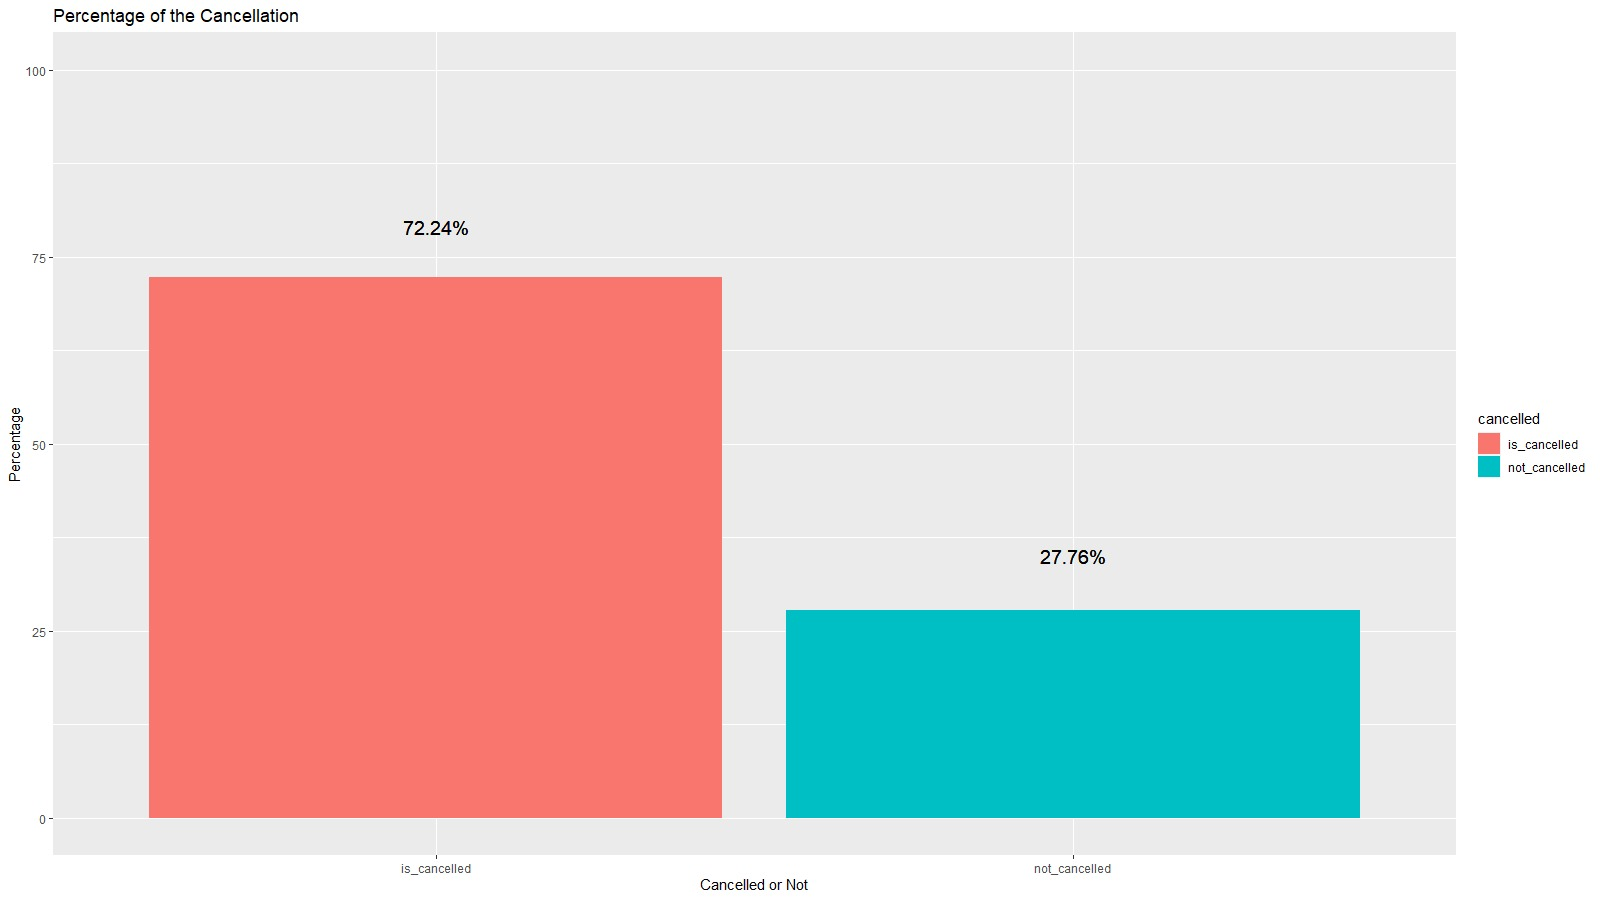 Percentage of the Cancellation
100
75
50
25
0
Percentage
72.24%
27.76%
is_cancelled
not_cancelled
Cancelled or Not
cancelled
is_cancelled
not_cancelled